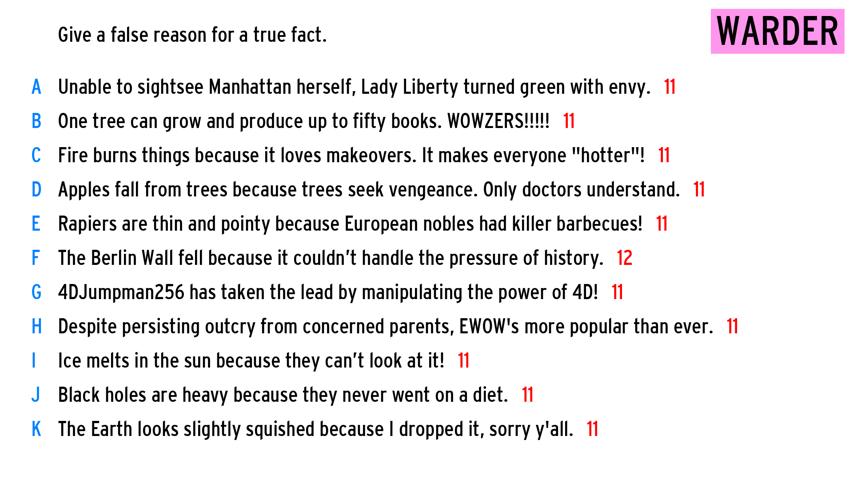 Give a false reason for a true fact.
WARDER
A Unable to sightsee Manhattan herself, Lady Liberty turned green with envy. 11
B One tree can grow and produce up to fifty books. WOWZERS!!!!! 11
C Fire burns things because it loves makeovers. It makes everyone "hotter"! 11
D Apples fall from trees because trees seek vengeance. Only doctors understand. 11
E Rapiers are thin and pointy because European nobles had killer barbecues! 11
F The Berlin Wall fell because it couldn’t handle the pressure of history. 12
G 4DJumpman256 has taken the lead by manipulating the power of 4D! 11
H Despite persisting outcry from concerned parents, EWOW's more popular than ever. 11
I Ice melts in the sun because they can’t look at it! 11
J Black holes are heavy because they never went on a diet. 11
K The Earth looks slightly squished because I dropped it, sorry y'all. 11